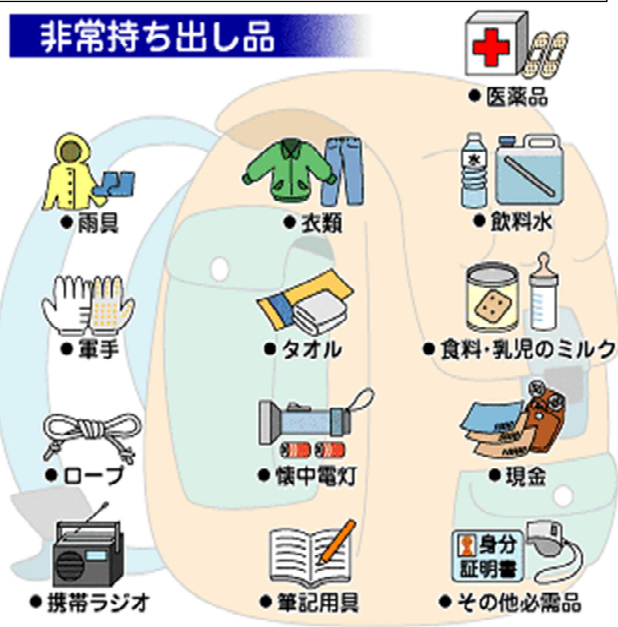 非常持ち出し品
●医薬品
●雨具
●衣類
水
●飲料水
●軍手
●タオル
●食料・乳児のミルク
●ロープ
●懐中電灯
●現金
●携帯ラジオ
●筆記用具
身分
証明書
●その他必需品